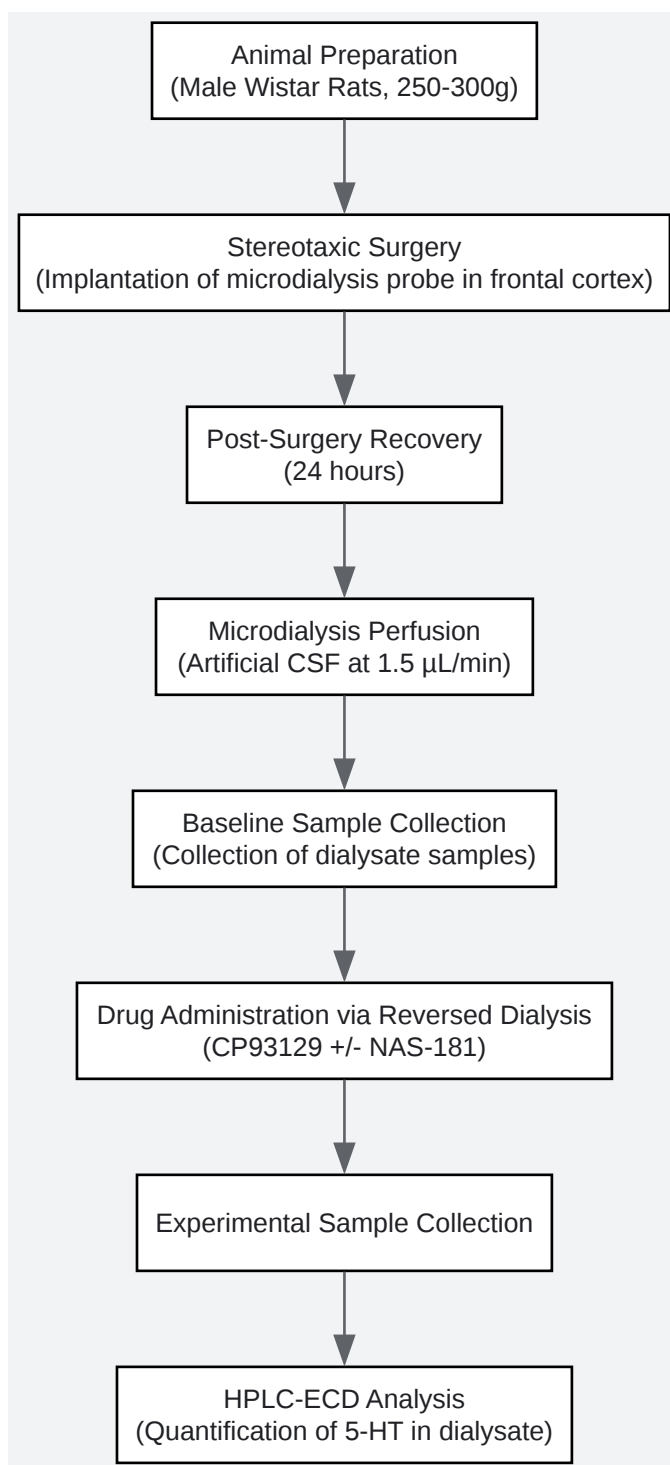 Animal Preparation
(Male Wistar Rats, 250-300g)
Stereotaxic Surgery
(Implantation of microdialysis probe in frontal cortex)
Post-Surgery Recovery
(24 hours)
Microdialysis Perfusion
(Artificial CSF at 1.5 µL/min)
Baseline Sample Collection
(Collection of dialysate samples)
Drug Administration via Reversed Dialysis
(CP93129 +/- NAS-181)
Experimental Sample Collection
HPLC-ECD Analysis
(Quantification of 5-HT in dialysate)